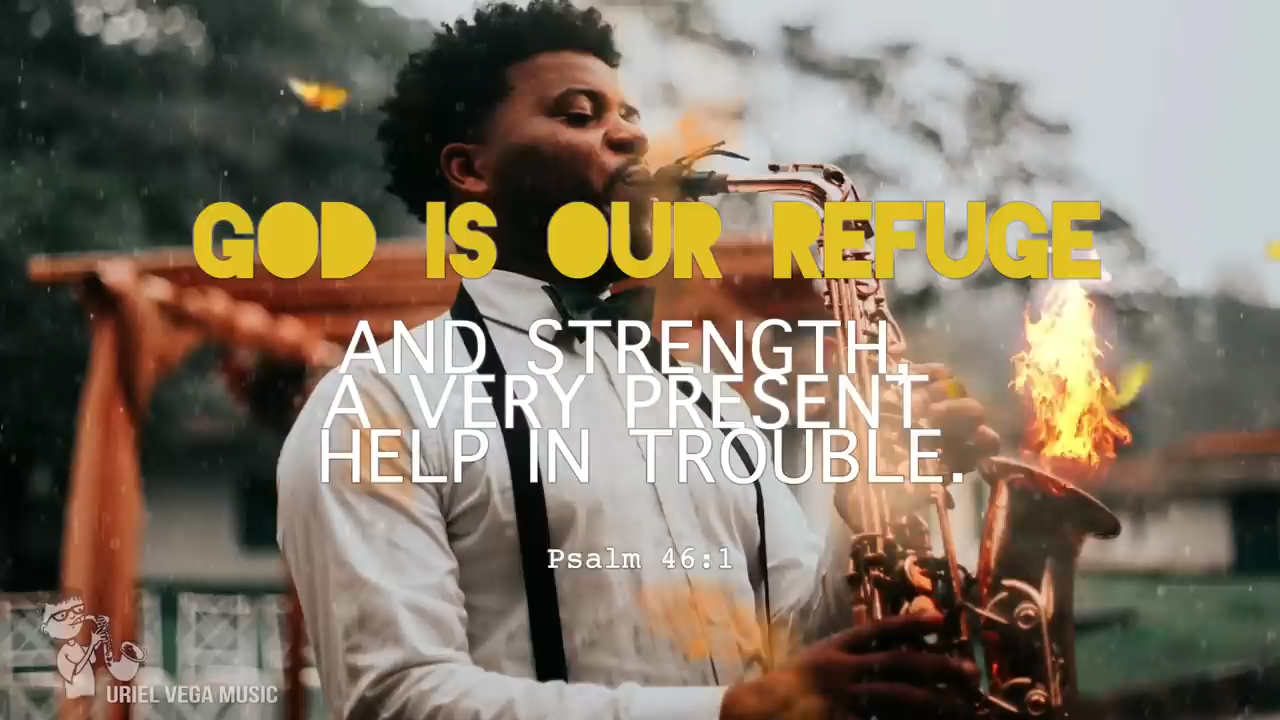 GOD IS OUR REFUGE
AND STRENGTH,
A VERY PRESENT
HELP IN TROUBLE.
Psalm 46:1
URIEL VEGA MUSIC